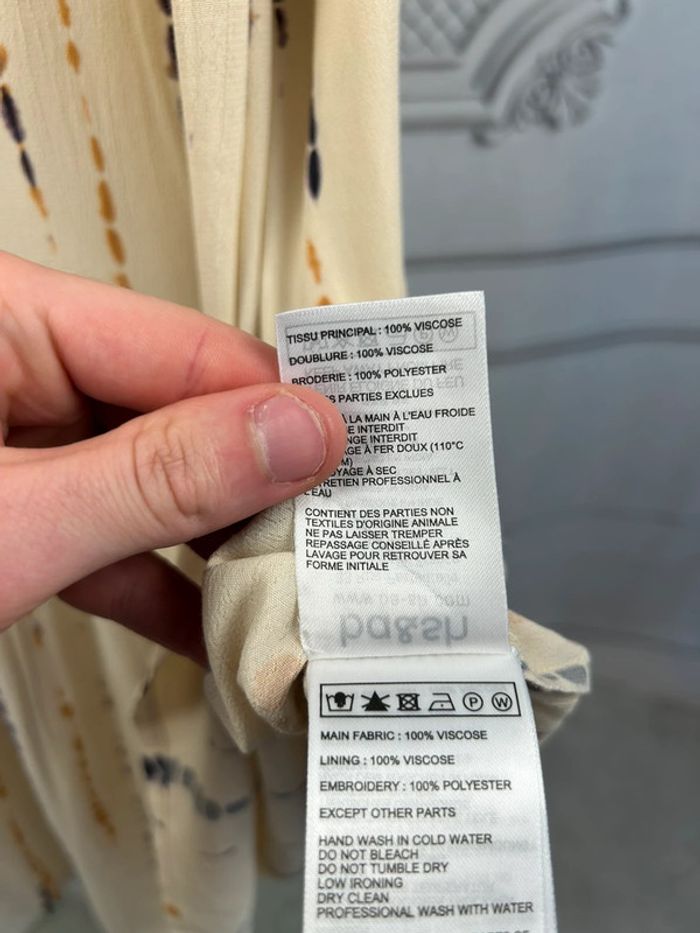 TISSU PRINCIPAL : 100% VISCOSE
DOUBLURE : 100% VISCOSE
BRODERIE : 100% POLYESTER
PARTIES EXCLUES
À LA MAIN À L'EAU FROIDE
INTERDIT
INTERDIT
À FER DOUX (110°C
À SEC
PROFESSIONNEL À
L'EAU
CONTIENT DES PARTIES NON
TEXTILES D'ORIGINE ANIMALE
NE PAS LAISSER TREMPER
REPASSAGE CONSEILLÉ APRÈS
LAVAGE POUR RETROUVER SA
FORME INITIALE
www.ba-sh.com
ba&sh
P W
MAIN FABRIC : 100% VISCOSE
LINING : 100% VISCOSE
EMBROIDERY : 100% POLYESTER
EXCEPT OTHER PARTS
HAND WASH IN COLD WATER
DO NOT BLEACH
DO NOT TUMBLE DRY
LOW IRONING
DRY CLEAN
PROFESSIONAL WASH WITH WATER